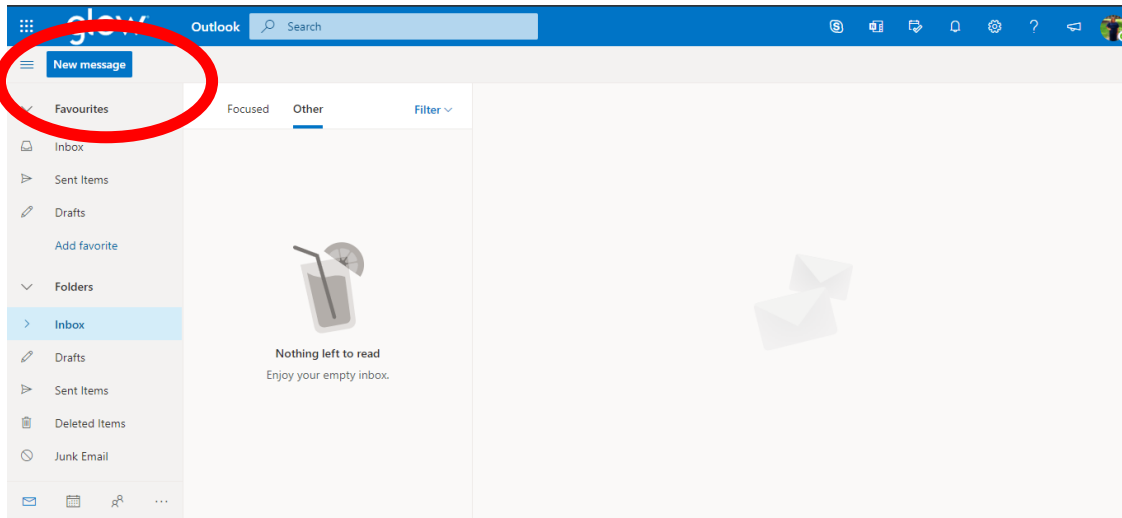 glow Outlook Search
New message
Favourites Focused Other Filter
Inbox
Sent Items
Drafts
Add favorite
Folders
Inbox
Nothing left to read
Drafts
Enjoy your empty inbox.
Sent Items
Deleted Items
Junk Email